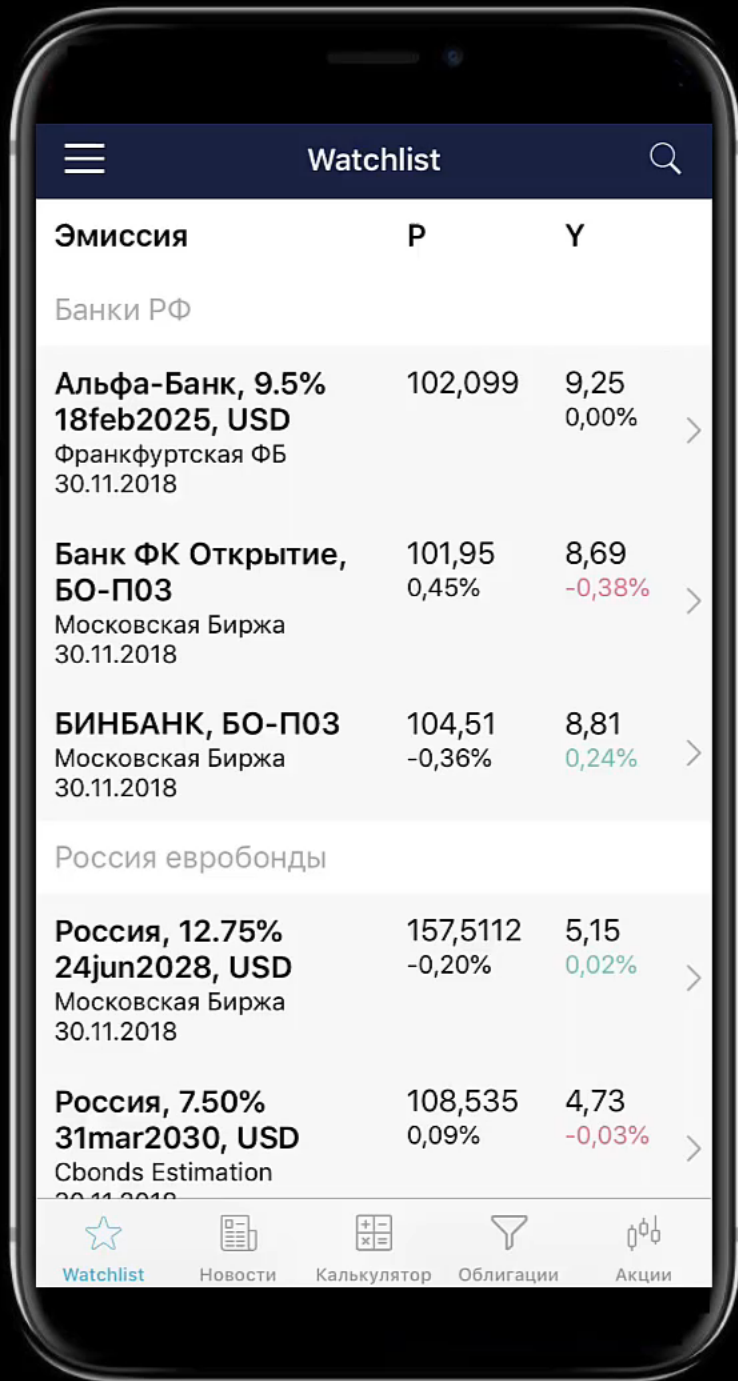 Watchlist
Эмиссия P Y
Банки РФ
Альфа-Банк, 9.5% 102,099 9,25
18feb2025, USD 0,00%
Франкфуртская ФБ
30.11.2018
Банк ФК Открытие, 101,95 8,69
БО-П03 0,45% -0,38%
Московская Биржа
30.11.2018
БИНБАНК, БО-П03 104,51 8,81
Московская Биржа -0,36% 0,24%
30.11.2018
Россия евробонды
Россия, 12.75% 157,5112 5,15
24jun2028, USD -0,20% 0,02%
Московская Биржа
30.11.2018
Россия, 7.50% 108,535 4,73
31mar2030, USD 0,09% -0,03%
Cbonds Estimation
30.11.2018
Watchlist Новости Калькулятор Облигации Акции